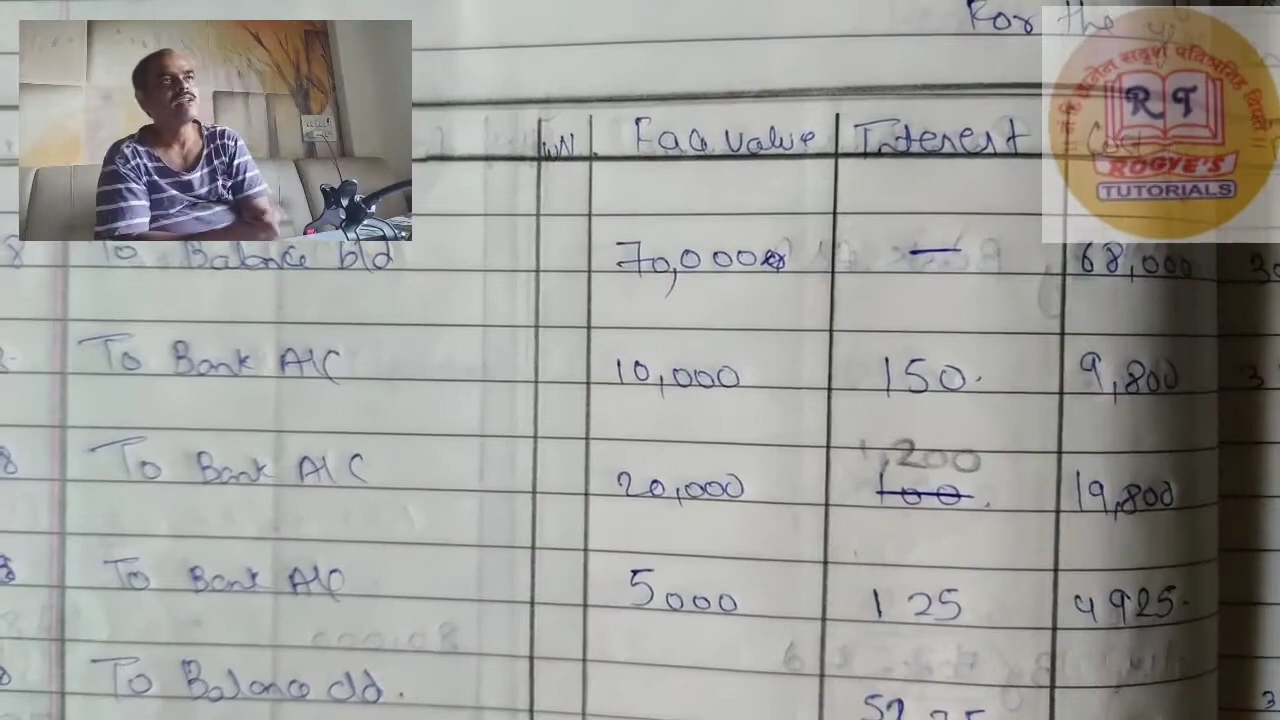 For the
W.N. Face value Interest Cost
To Balance b/d 70,000 — 68,000
To Bank A/C 10,000 150. 9,800
To Bank A/C 20,000 1,200 100. 19,800
To Bank A/C 5000 125 4925.
To Balance c/d.
R T
ROGYE'S
TUTORIALS